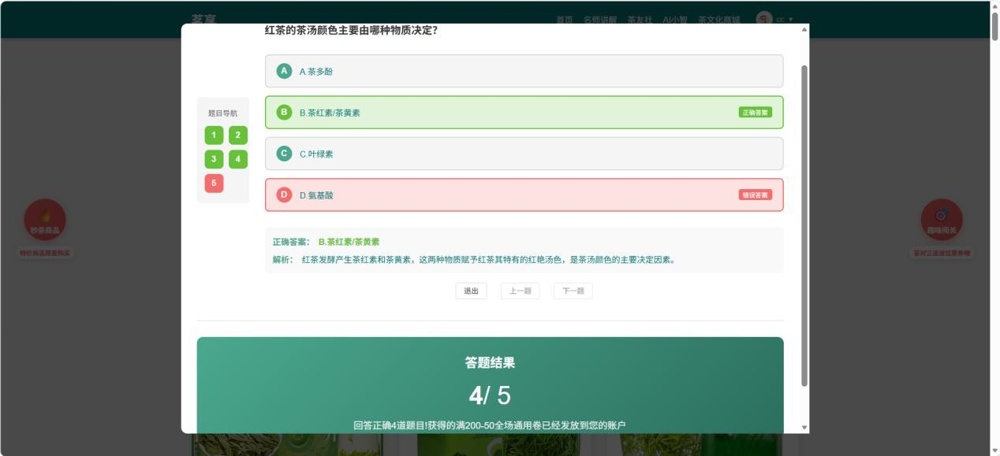 茗享
首页 名师讲解 茶友社 AI小智 茶文化商城 cc ▼
红茶的茶汤颜色主要由哪种物质决定？
A A.茶多酚
题目导航
B B.茶红素/茶黄素 正确答案
1 2
C C.叶绿素
3 4
5
D D.氨基酸 错误答案
秒杀商品
趣味闯关
正确答案： B.茶红素/茶黄素
特价商品限量购买
答对三道送优惠券哦
解析： 红茶发酵产生茶红素和茶黄素，这两种物质赋予红茶其特有的红艳汤色，是茶汤颜色的主要决定因素。
退出 上一题 下一题
答题结果
4/ 5
回答正确4道题目!获得的满200-50全场通用卷已经发放到您的账户